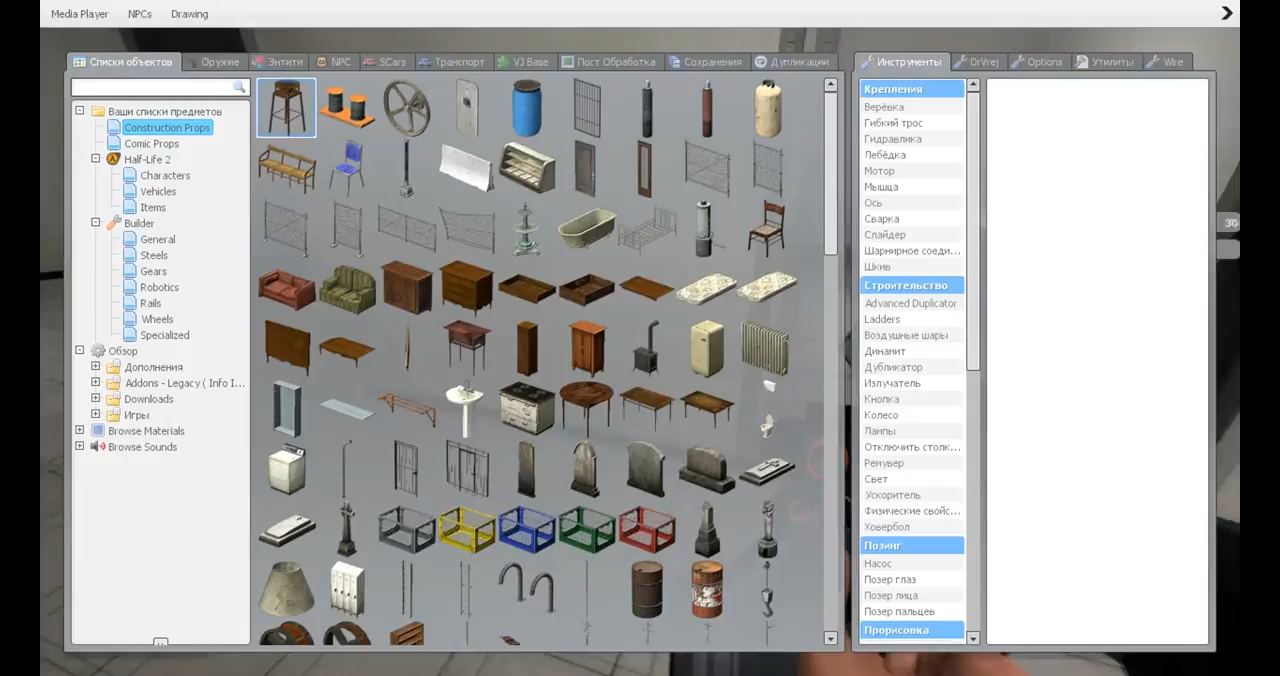 Media Player NPCs Drawing
Списки объектов Оружие Энтити NPC SCars Транспорт VJ Base Пост Обработка Сохранения Дупликации
Инструменты DrVrej Options Утилиты Wire
Ваши списки предметов
Construction Props
Comic Props
Half-Life 2
Characters
Vehicles
Items
Builder
General
Steels
Gears
Robotics
Rails
Wheels
Specialized
Обзор
Дополнения
Addons - Legacy ( Info I...
Downloads
Игры
Browse Materials
Browse Sounds
Крепления
Верёвка
Гибкий трос
Гидравлика
Лебёдка
Мотор
Мышца
Ось
Сварка
Слайдер
Шарнирное соеди...
Шкив
Строительство
Advanced Duplicator
Ladders
Воздушные шары
Динамит
Дубликатор
Излучатель
Кнопка
Колесо
Лампы
Отключить столк...
Ремувер
Свет
Ускоритель
Физические свойс...
Ховербол
Позинг
Насос
Позер глаз
Позер лица
Позер пальцев
Прорисовка
30